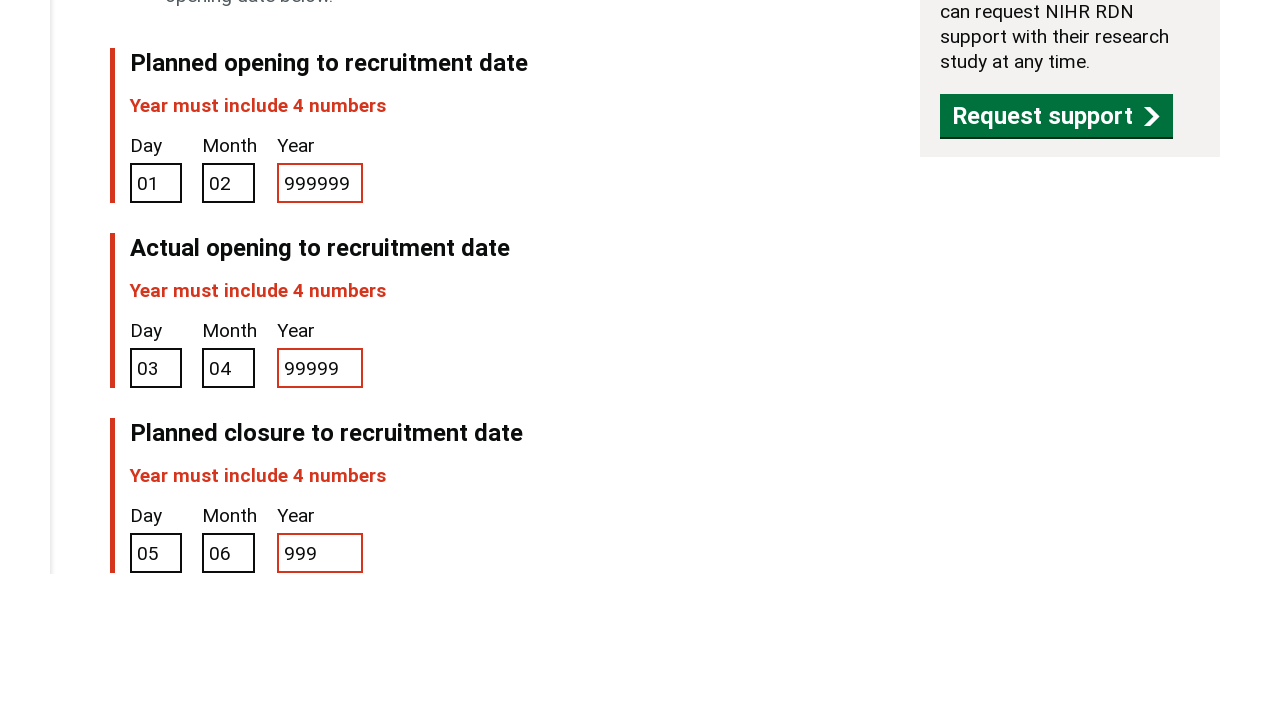 opening date below.
Planned opening to recruitment date
Year must include 4 numbers
Day Month Year
01 02 999999
Actual opening to recruitment date
Year must include 4 numbers
Day Month Year
03 04 99999
Planned closure to recruitment date
Year must include 4 numbers
Day Month Year
05 06 999
can request NIHR RDN
support with their research
study at any time.
Request support